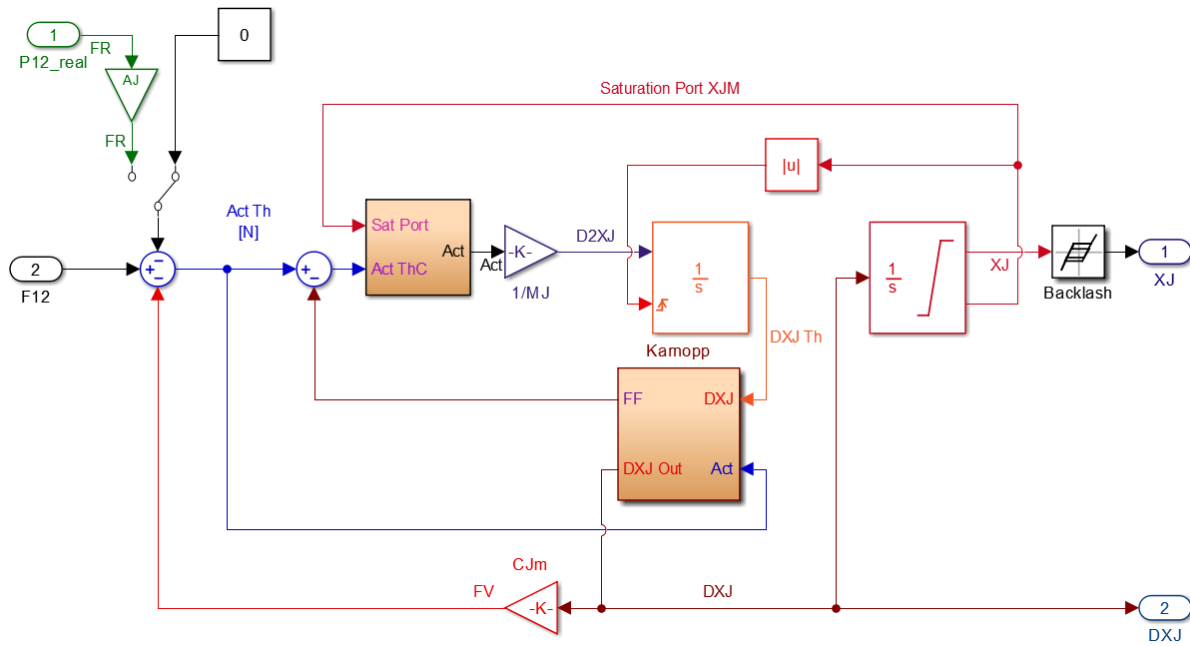 1
P12_real
FR
AJ
FR
0
Saturation Port XJM
|u|
Act Th
[N]
2
F12
+
−
−
+
−
Sat Port
Act ThC
Act
Act
-K-
1/MJ
D2XJ
1
s
DXJ Th
1
s
XJ
Backlash
1
XJ
Karnopp
FF
DXJ
DXJ Out
Act
CJm
FV
-K-
DXJ
2
DXJ